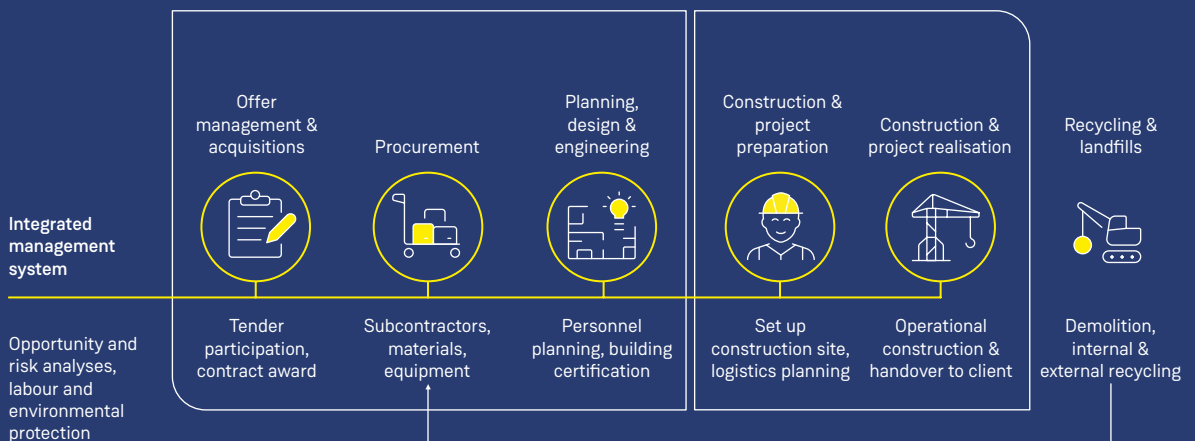 Offer
management &
acquisitions
Procurement
Planning,
design &
engineering
Construction &
project
preparation
Construction &
project realisation
Recycling &
landfills
Integrated
management
system
Opportunity and
risk analyses,
labour and
environmental
protection
Tender
participation,
contract award
Subcontractors,
materials,
equipment
Personnel
planning, building
certification
Set up
construction site,
logistics planning
Operational
construction &
handover to client
Demolition,
internal &
external recycling